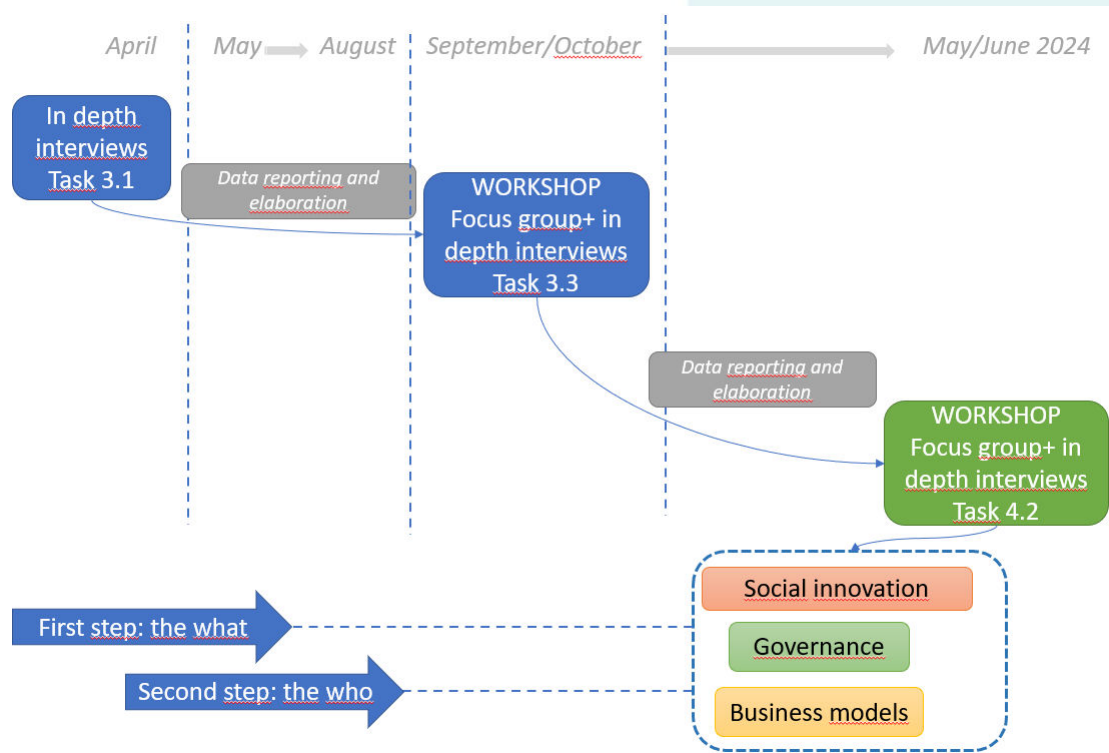 April
May
August
September/October
May/June 2024
In depth
interviews
Task 3.1
Data reporting and
elaboration
WORKSHOP
Focus group+ in
depth interviews
Task 3.3
Data reporting and
elaboration
WORKSHOP
Focus group+ in
depth interviews
Task 4.2
Social innovation
First step: the what
Governance
Second step: the who
Business models